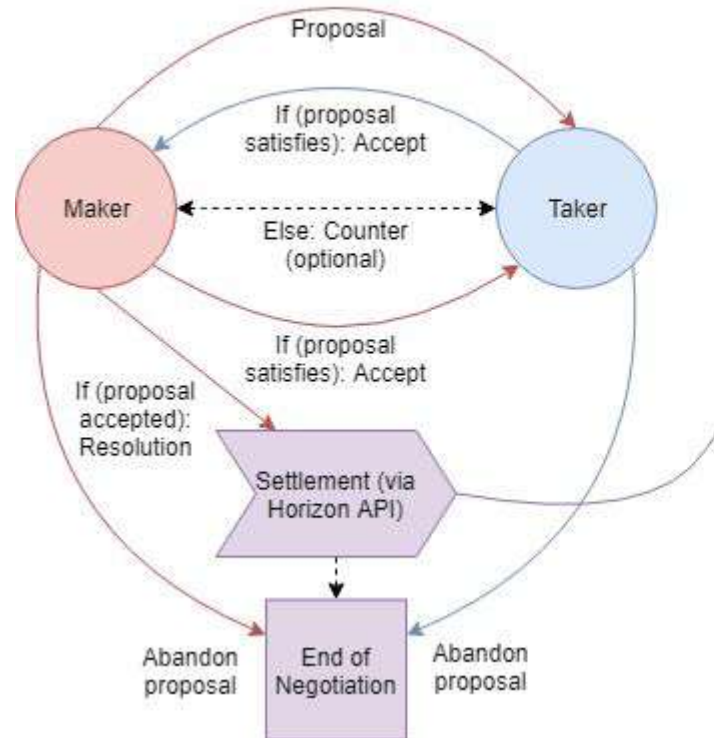 Proposal
If (proposal
satisfies): Accept
Maker
Taker
Else: Counter
(optional)
If (proposal
satisfies): Accept
If (proposal
accepted):
Resolution
Settlement (via
Horizon API)
Abandon
proposal
End of
Negotiation
Abandon
proposal